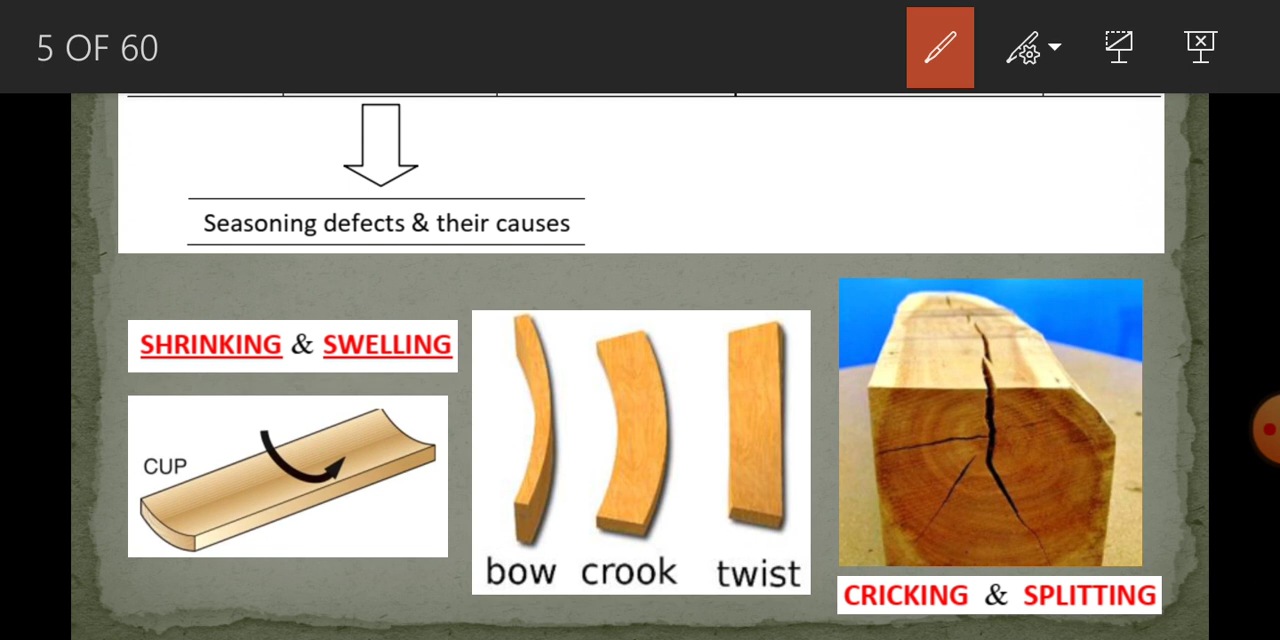 5 OF 60
Seasoning defects & their causes
SHRINKING & SWELLING
CUP
bow crook twist
CRICKING & SPLITTING